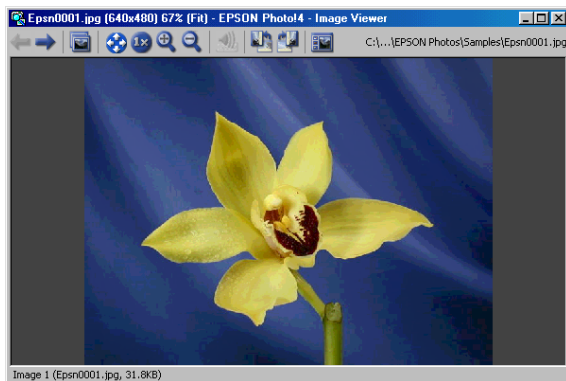 Epsn0001.jpg (640x480) 67% (Fit) - EPSON Photo!4 - Image Viewer
1x
C:\...\EPSON Photos\Samples\Epsn0001.jpg
Image 1 (Epsn0001.jpg, 31.8KB)